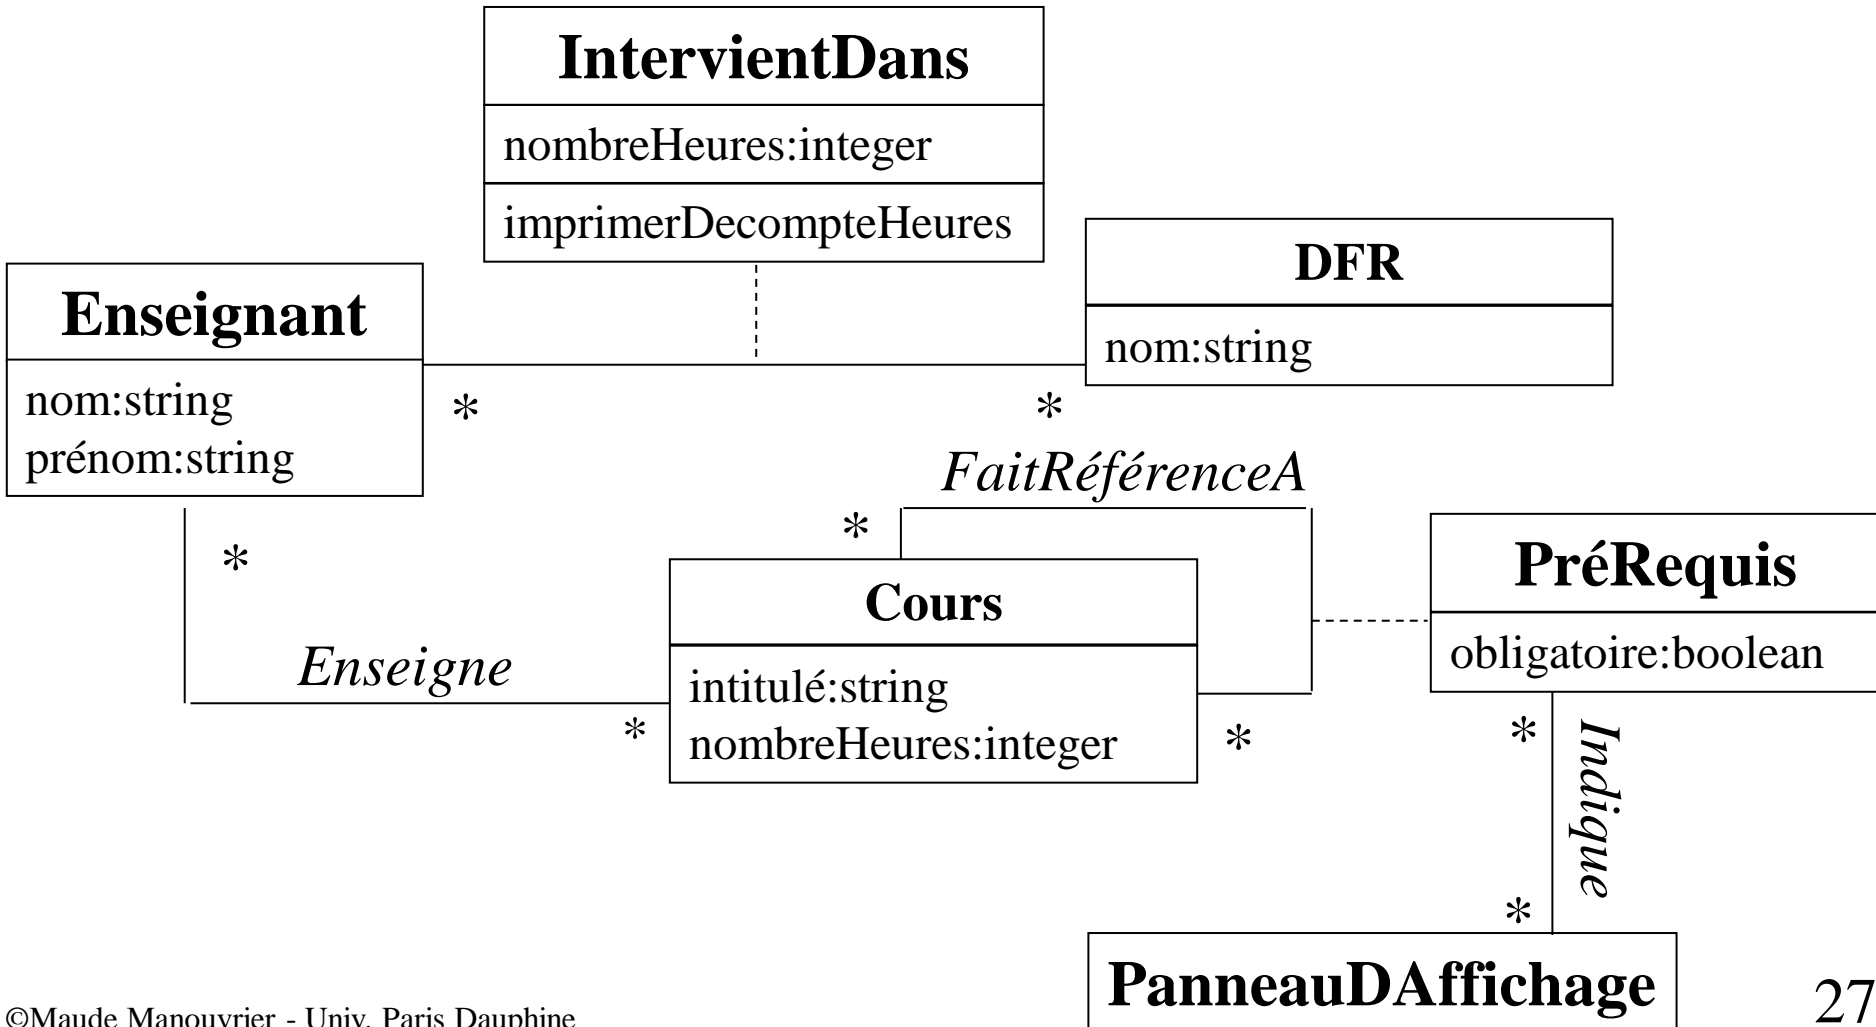 IntervientDans
nombreHeures:integer
imprimerDecompteHeures
DFR
nom:string
Enseignant
nom:string
prénom:string
*
*
FaitRéférenceA
*
*
Cours
intitulé:string
nombreHeures:integer
Enseigne
*
*
PréRequis
obligatoire:boolean
*
Indique
*
PanneauDAffichage
©Maude Manouvrier - Univ. Paris Dauphine
27